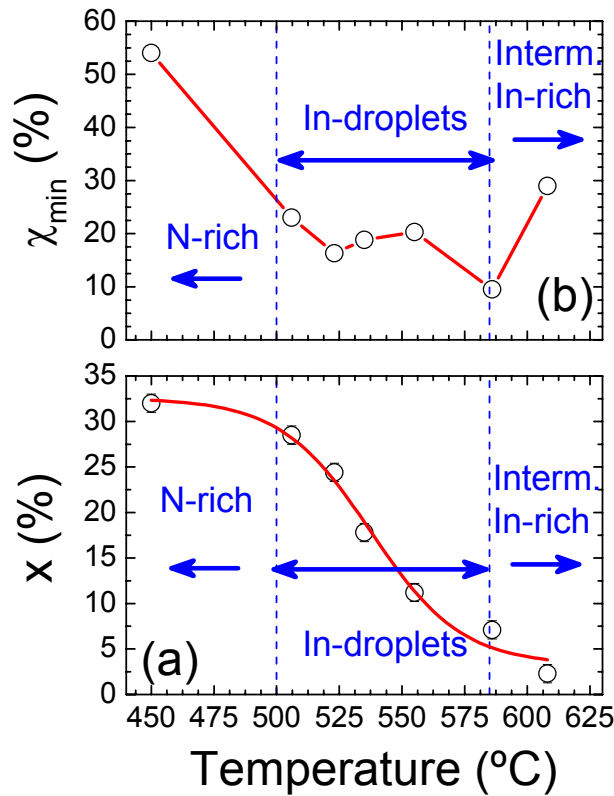 60
50
40
30
20
10
0
χmin (%)
Interm.
In-rich
In-droplets
N-rich
(b)
35
30
25
20
15
10
5
0
x (%)
N-rich
Interm.
In-rich
In-droplets
(a)
450 475 500 525 550 575 600 625
Temperature (ºC)